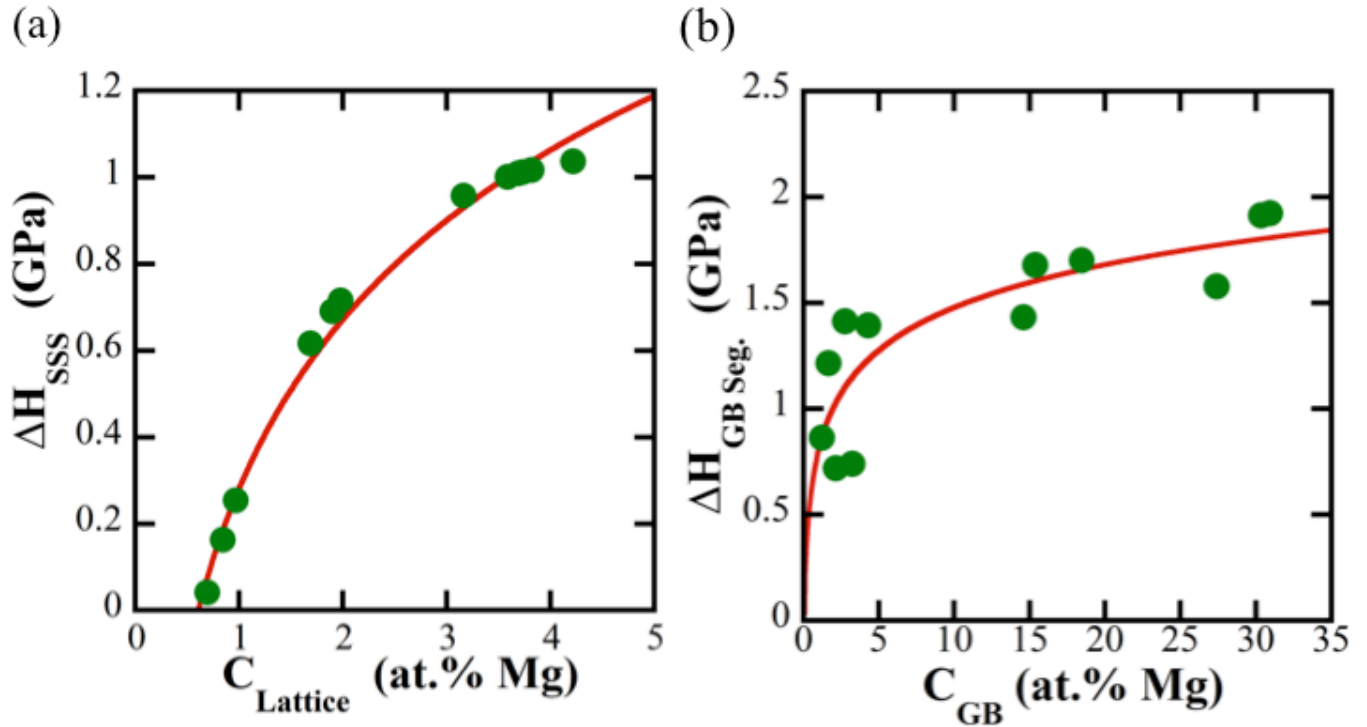 (a)
(b)
ΔH_SSS (GPa)
1.2
1
0.8
0.6
0.4
0.2
0
0 1 2 3 4 5
C_Lattice (at.% Mg)
ΔH_GB Seg. (GPa)
2.5
2
1.5
1
0.5
0
0 5 10 15 20 25 30 35
C_GB (at.% Mg)